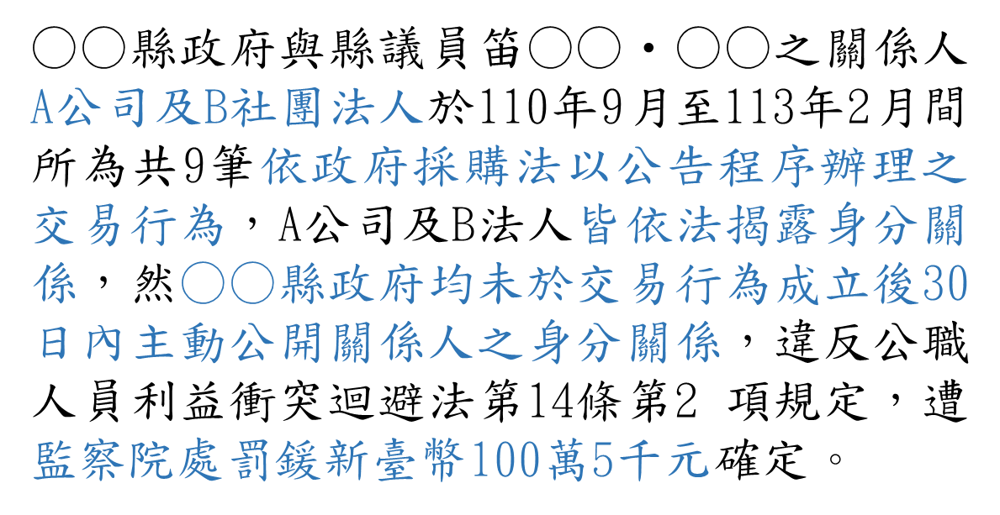 ○○縣政府與縣議員笛○○•○○之關係人
A公司及B社團法人於110年9月至113年2月間
所為共9筆依政府採購法以公告程序辦理之
交易行為，A公司及B法人皆依法揭露身分關
係，然○○縣政府均未於交易行為成立後30
日內主動公開關係人之身分關係，違反公職
人員利益衝突迴避法第14條第2 項規定，遭
監察院處罰鍰新臺幣100萬5千元確定。